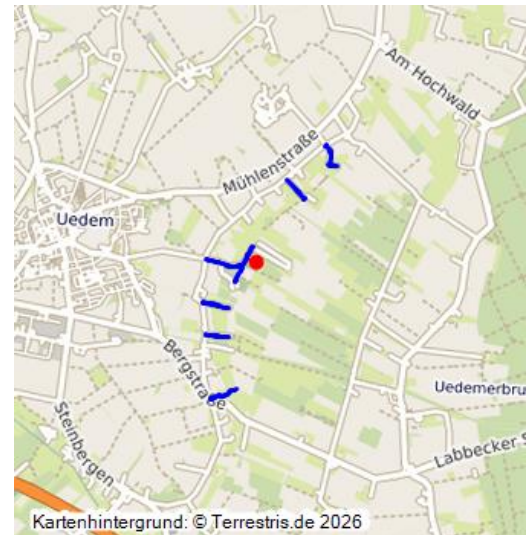 Am Hochwald
Mühlenstraße
Uedem
Bergstraße
Uedemerbru
Steinbergen
Labbecker S
Kartenhintergrund: © Terrestris.de 2026